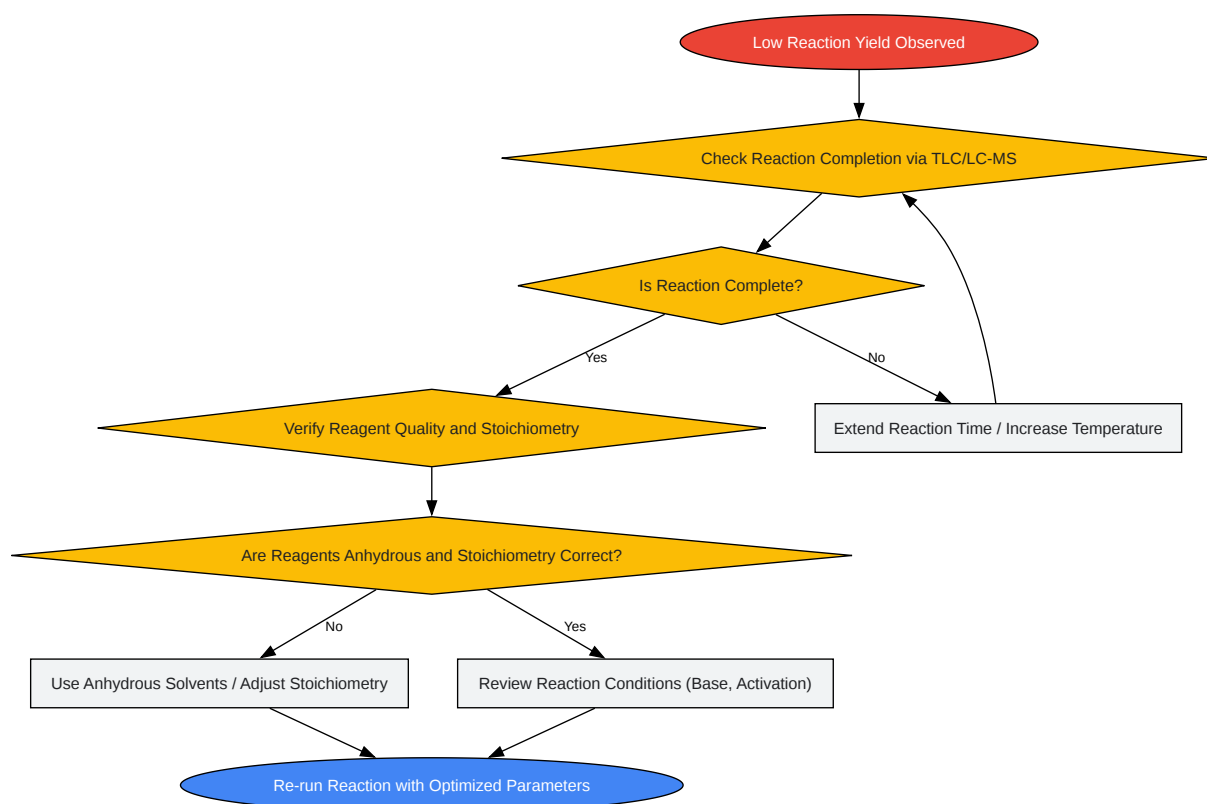 Low Reaction Yield Observed
Check Reaction Completion via TLC/LC-MS
Is Reaction Complete?
Yes
No
Verify Reagent Quality and Stoichiometry
Extend Reaction Time / Increase Temperature
Are Reagents Anhydrous and Stoichiometry Correct?
No
Yes
Use Anhydrous Solvents / Adjust Stoichiometry
Review Reaction Conditions (Base, Activation)
Re-run Reaction with Optimized Parameters